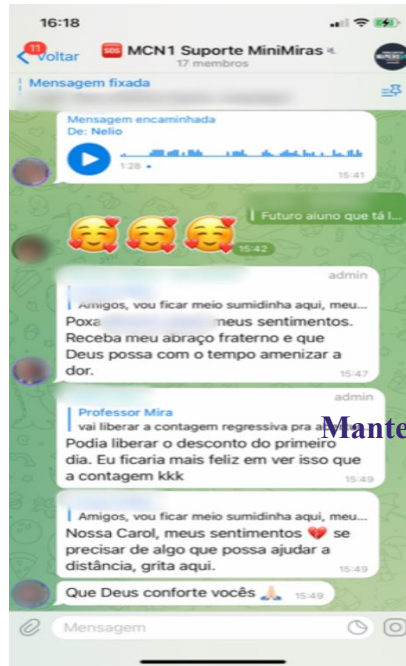 16:18
11
Voltar
SOS MCN1 Suporte MiniMiras
17 membros
Mensagem fixada
Mensagem encaminhada
De: Nelio
1:28
15:41
Futuro aluno que tá l...
15:42
admin
Amigos, vou ficar meio sumidinha aqui, meu...
Poxa
meus sentimentos.
Receba meu abraço fraterno e que
Deus possa com o tempo amenizar a
dor.
15:47
admin
Professor Mira
vai liberar a contagem regressiva pra
Mante
Podia liberar o desconto do primeiro
dia. Eu ficaria mais feliz em ver isso que
a contagem kkk
15:49
Amigos, vou ficar meio sumidinha aqui, meu...
Nossa Carol, meus sentimentos 💔 se
precisar de algo que possa ajudar a
distância, grita aqui.
15:49
Que Deus conforte vocês 🙏🏻
15:49
Mensagem